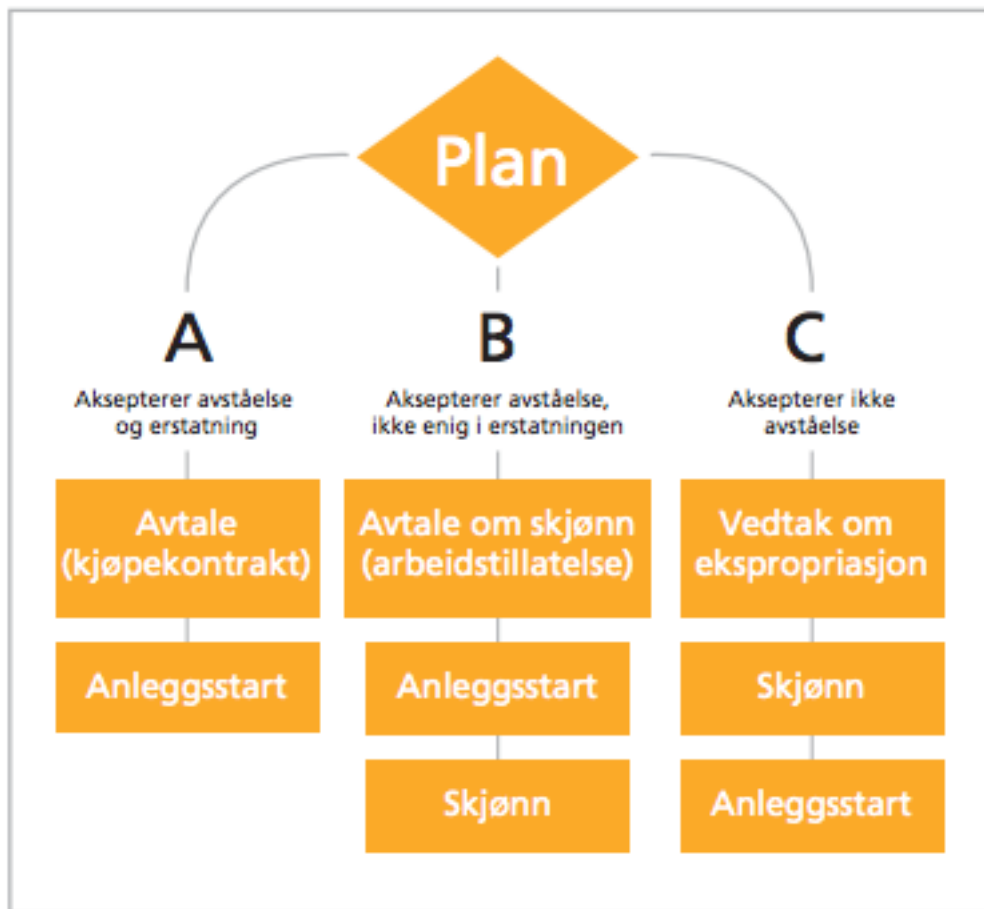 Plan
A
Aksepterer avståelse
og erstatning
Avtale
(kjøpekontrakt)
Anleggsstart
B
Aksepterer avståelse,
ikke enig i erstatningen
Avtale om skjønn
(arbeidstillatelse)
Anleggsstart
Skjønn
C
Aksepterer ikke
avståelse
Vedtak om
ekspropriasjon
Skjønn
Anleggsstart